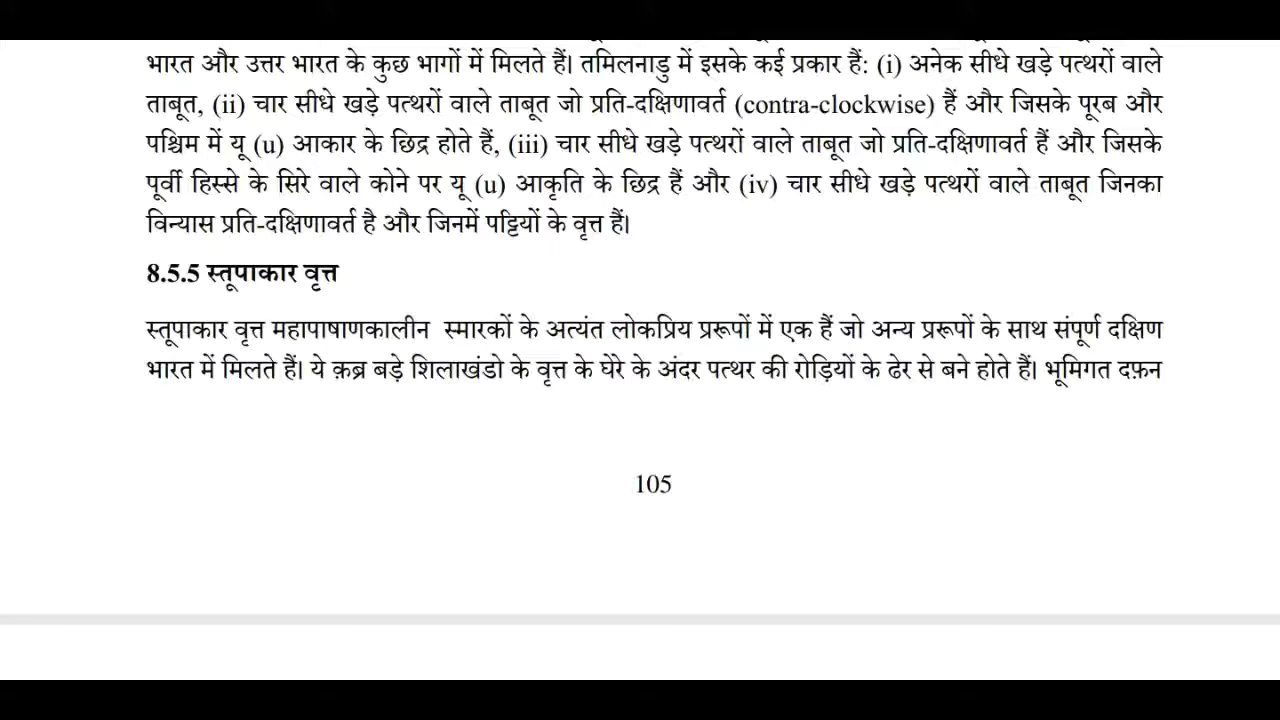 भारत और उत्तर भारत के कुछ भागों में मिलते हैं। तमिलनाडु में इसके कई प्रकार हैं: (i) अनेक सीधे खड़े पत्थरों वाले
ताबूत, (ii) चार सीधे खड़े पत्थरों वाले ताबूत जो प्रति-दक्षिणावर्त (contra-clockwise) हैं और जिसके पूरब और
पश्चिम में यू (u) आकार के छिद्र होते हैं, (iii) चार सीधे खड़े पत्थरों वाले ताबूत जो प्रति-दक्षिणावर्त हैं और जिसके
पूर्वी हिस्से के सिरे वाले कोने पर यू (u) आकृति के छिद्र हैं और (iv) चार सीधे खड़े पत्थरों वाले ताबूत जिनका
विन्यास प्रति-दक्षिणावर्त है और जिनमें पट्टियों के वृत्त हैं।
8.5.5 स्तूपाकार वृत्त
स्तूपाकार वृत्त महापाषाणकालीन स्मारकों के अत्यंत लोकप्रिय प्ररूपों में एक हैं जो अन्य प्ररूपों के साथ संपूर्ण दक्षिण
भारत में मिलते हैं। ये क़ब्र बड़े शिलाखंडो के वृत्त के घेरे के अंदर पत्थर की रोड़ियों के ढेर से बने होते हैं। भूमिगत दफ़न
105